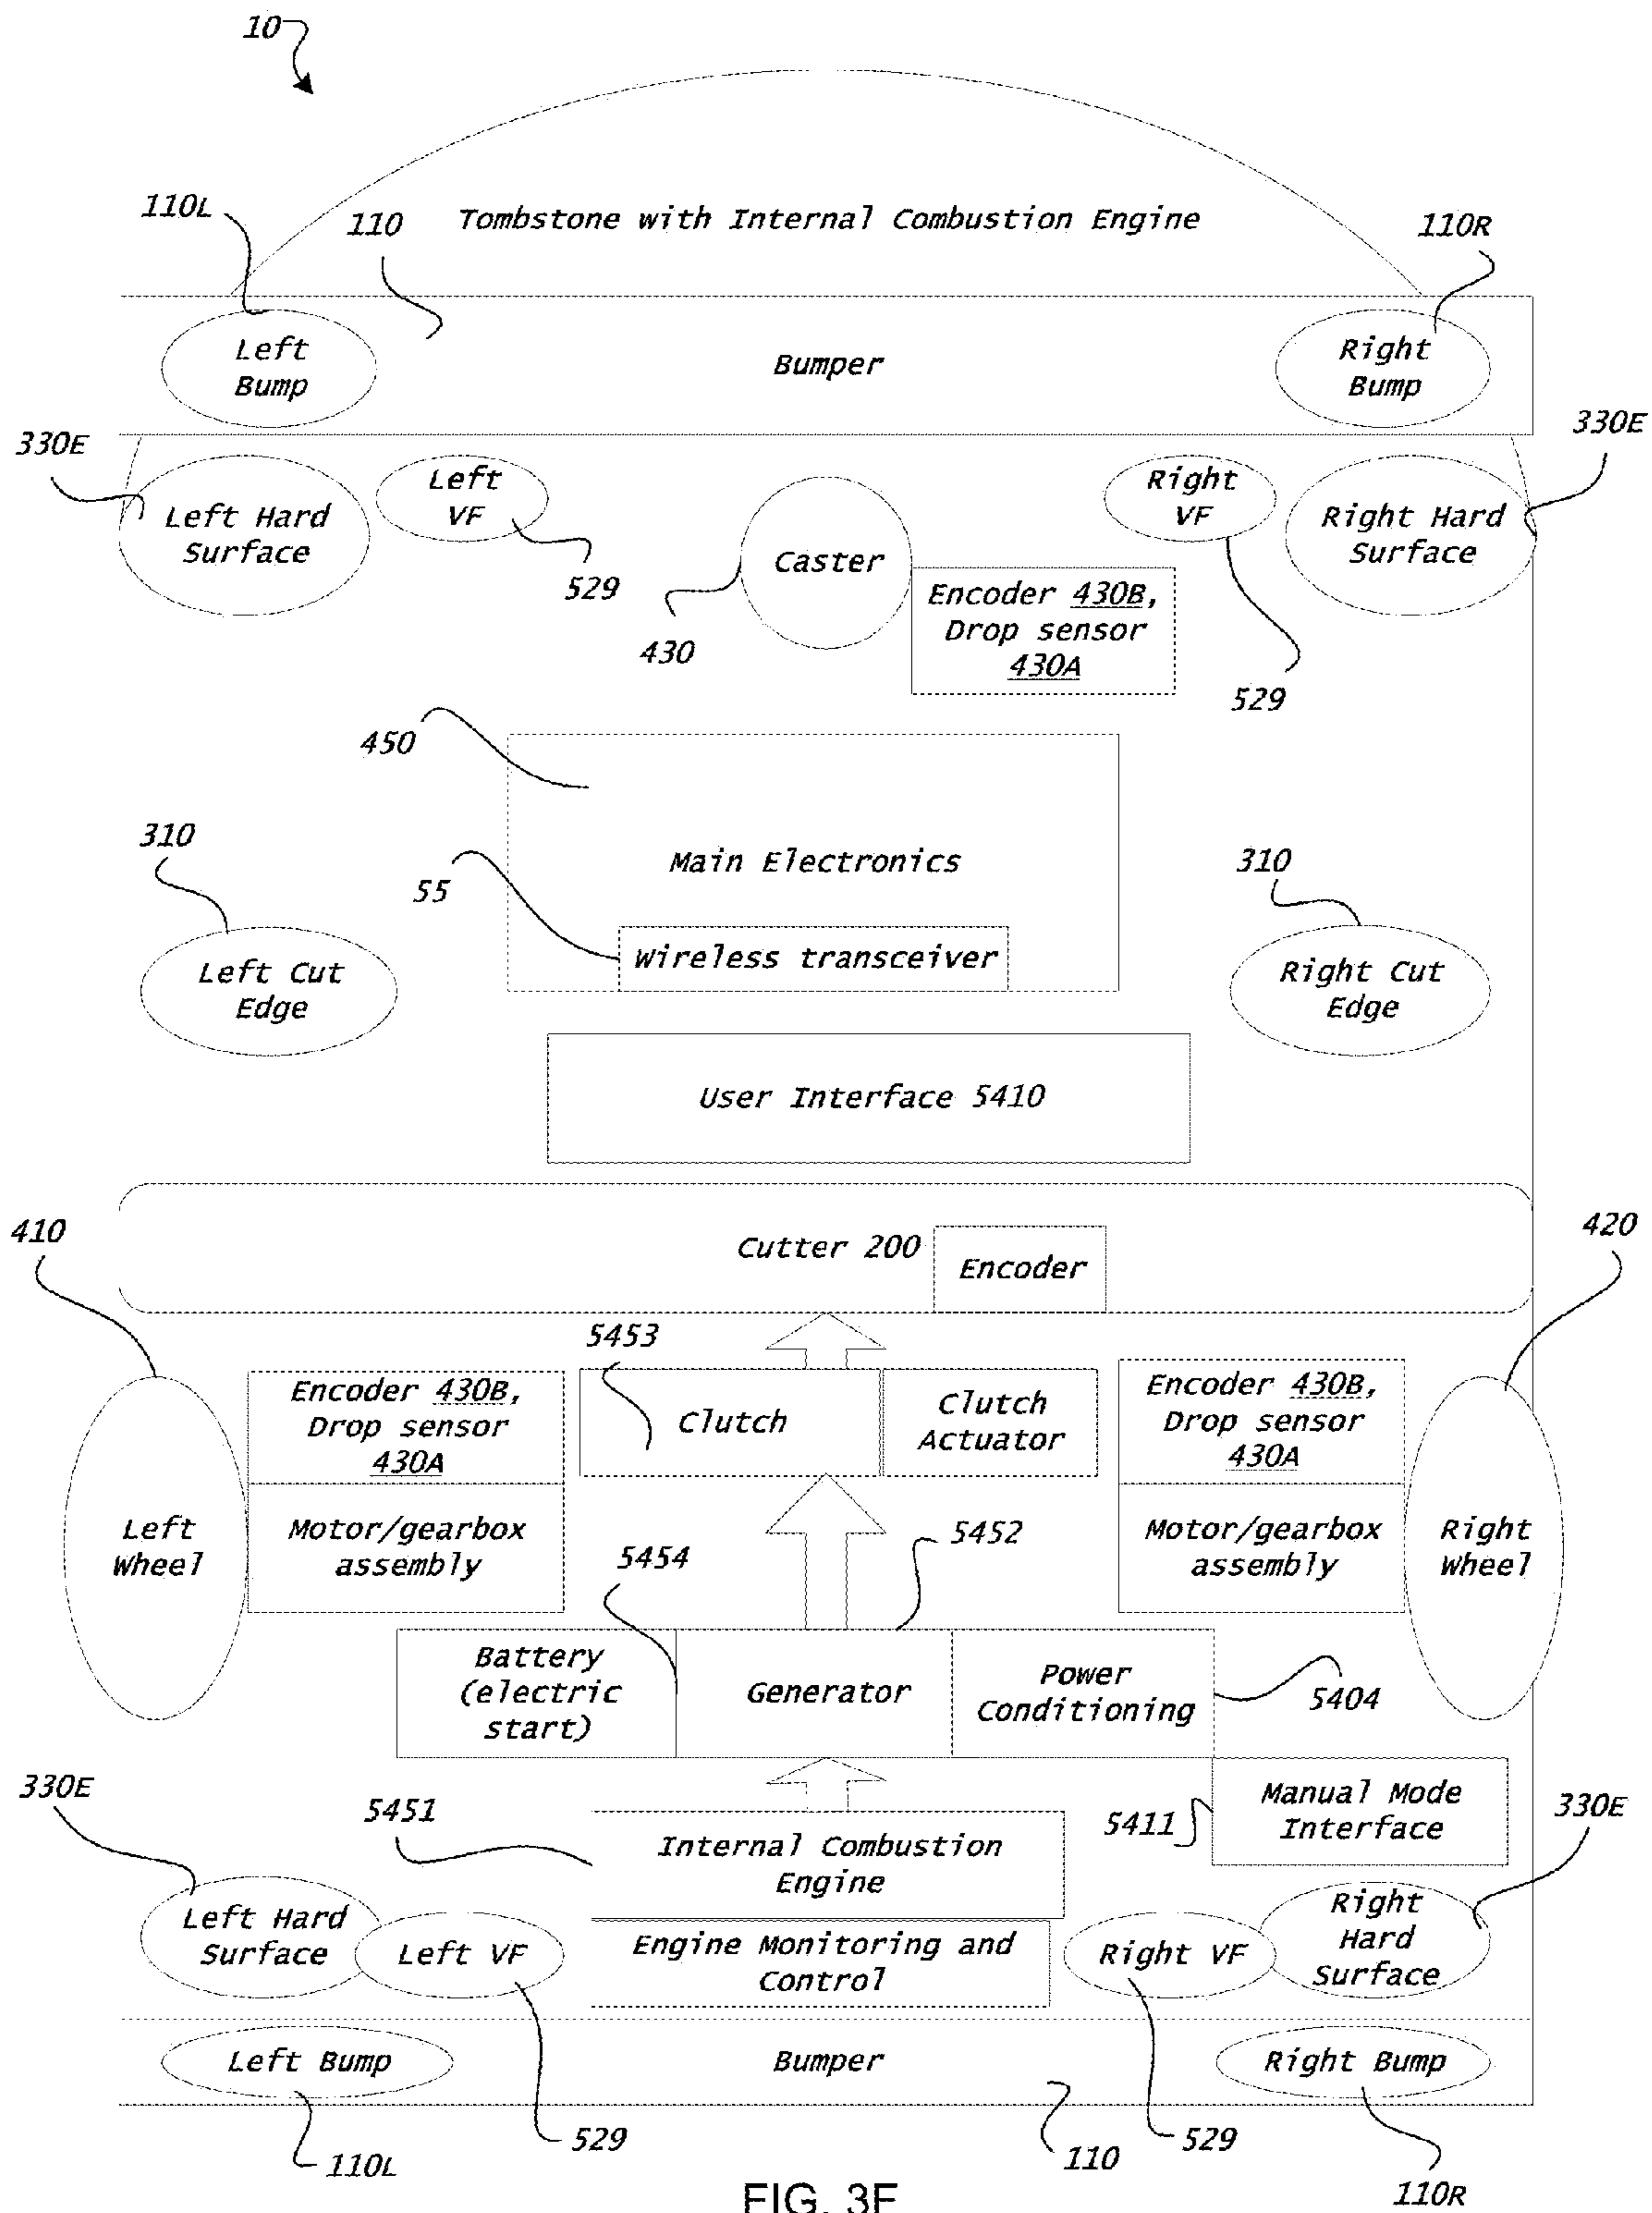 10
110L
110
Tombstone with Internal Combustion Engine
110R
Left
Bump
Bumper
Right
Bump
330E
330E
Left Hard
Surface
Left
VF
529
Caster
430
Encoder 430B,
Drop sensor
430A
Right
VF
529
Right Hard
Surface
450
Main Electronics
55
Wireless transceiver
310
Left Cut
Edge
310
Right Cut
Edge
User Interface 5410
410
Cutter 200
Encoder
420
5453
Encoder 430B,
Drop sensor
430A
Clutch
Clutch
Actuator
Encoder 430B,
Drop sensor
430A
Left
Wheel
Motor/gearbox
assembly
5454
5452
Motor/gearbox
assembly
Right
Wheel
Battery
(electric
start)
Generator
Power
Conditioning
5404
330E
5451
Internal Combustion
Engine
5411
Manual Mode
Interface
330E
Left Hard
Surface
Left VF
Engine Monitoring and
Control
Right VF
Right
Hard
Surface
Left Bump
Bumper
Right Bump
110L
529
110
529
110R
FIG. 3F